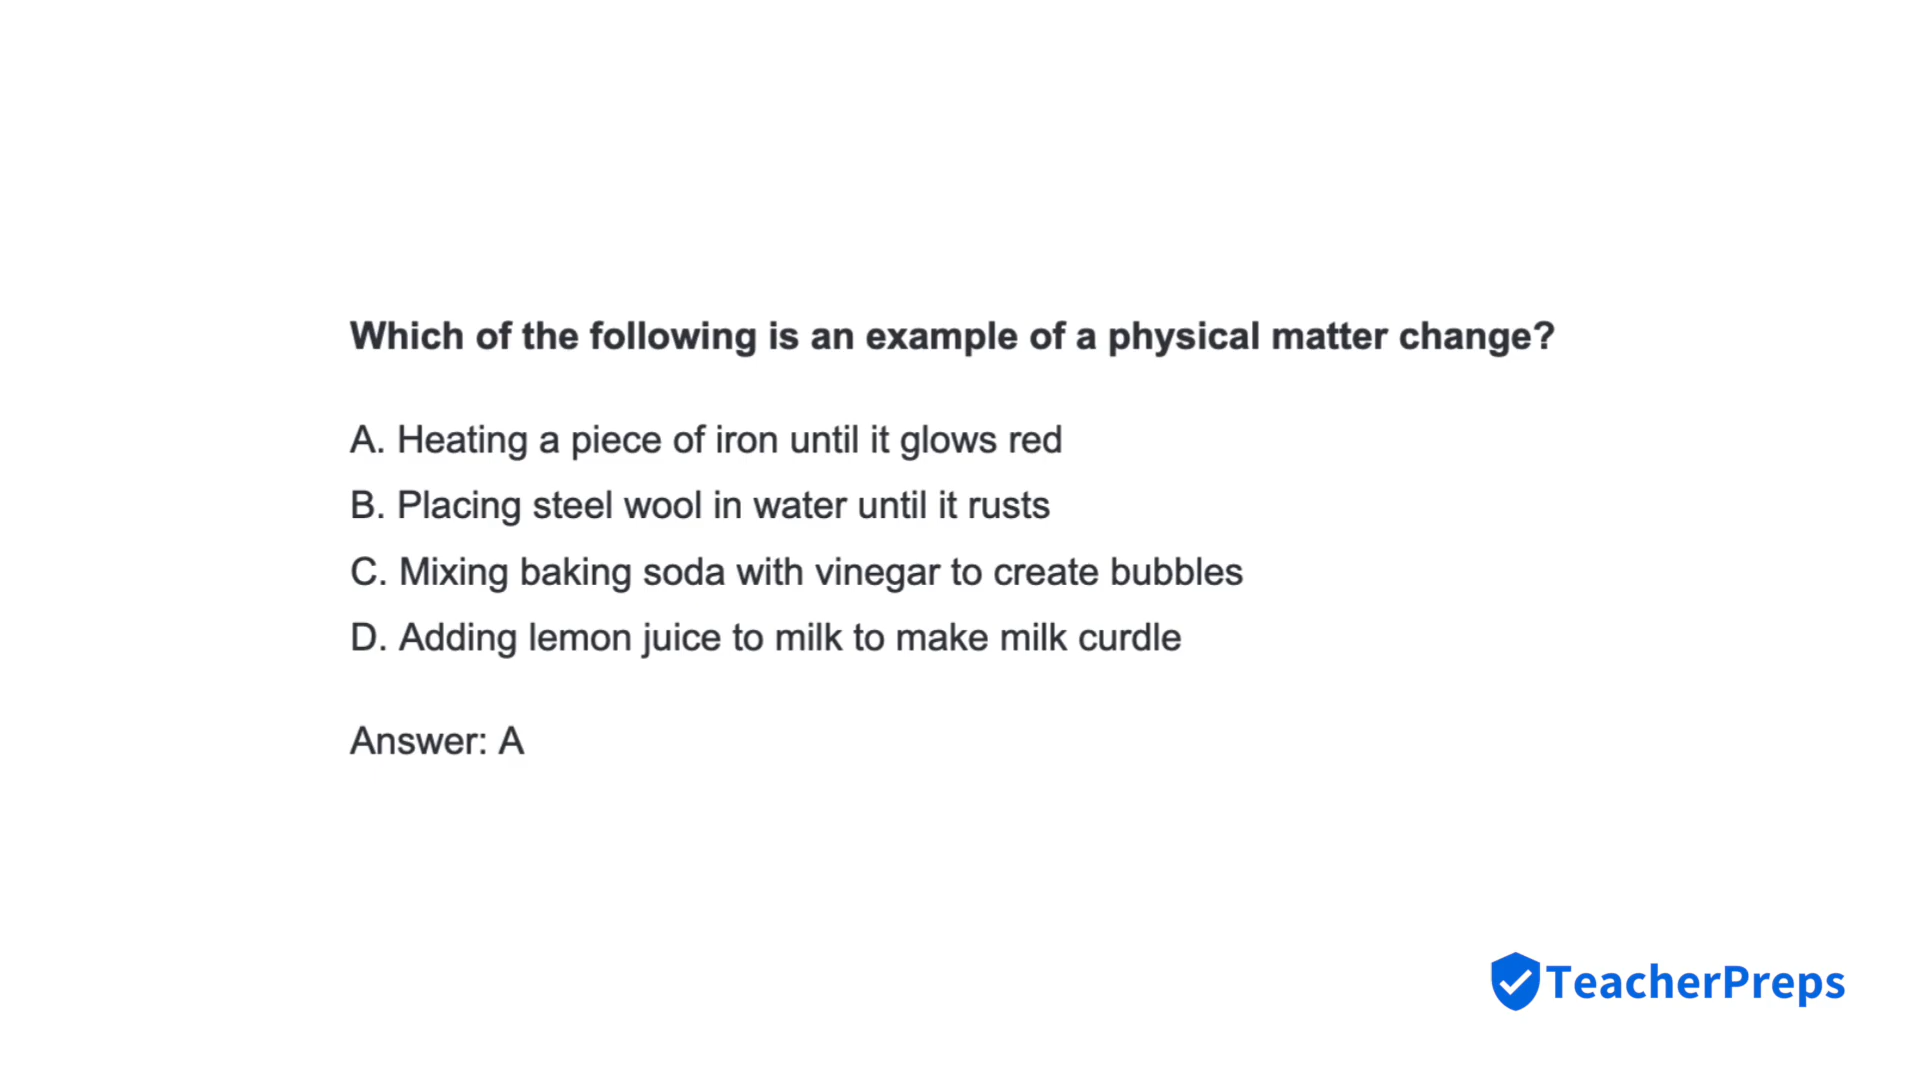 Which of the following is an example of a physical matter change?
A. Heating a piece of iron until it glows red
B. Placing steel wool in water until it rusts
C. Mixing baking soda with vinegar to create bubbles
D. Adding lemon juice to milk to make milk curdle
Answer: A
TeacherPreps